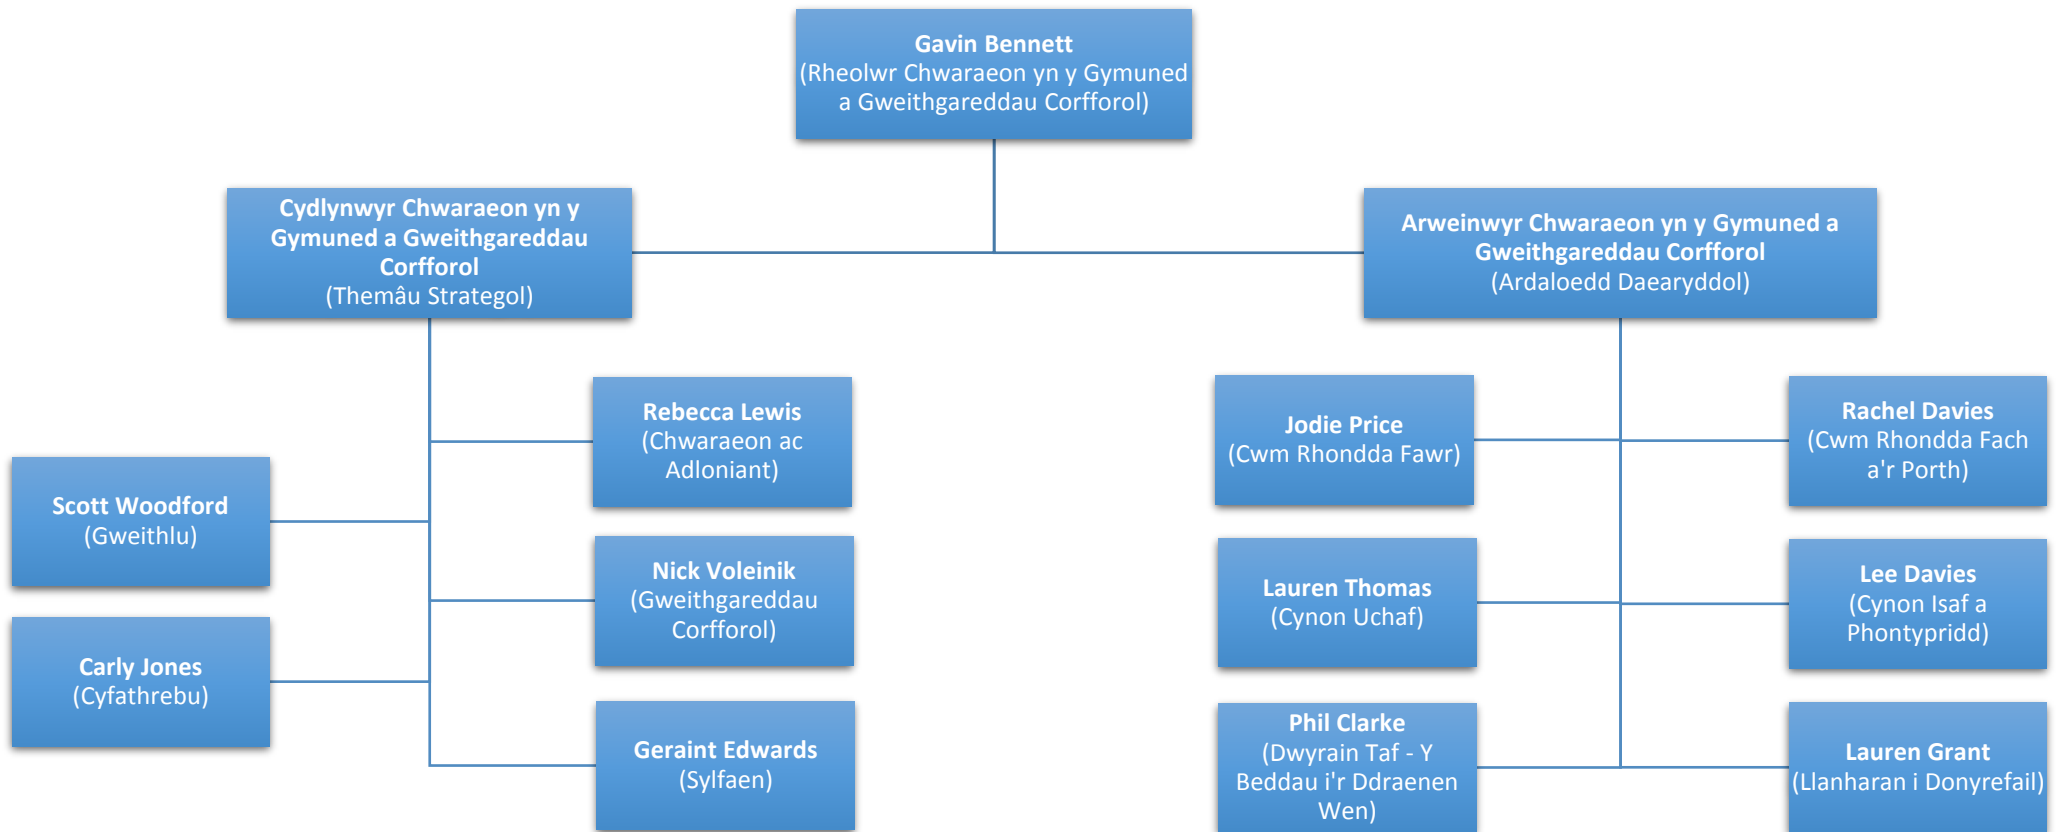 Gavin Bennett
(Rheolwr Chwaraeon yn y Gymuned
a Gweithgareddau Corfforol)
Cydlynwyr Chwaraeon yn y
Gymuned a Gweithgareddau
Corfforol
(Themâu Strategol)
Arweinwyr Chwaraeon yn y Gymuned a
Gweithgareddau Corfforol
(Ardaloedd Daearyddol)
Rebecca Lewis
(Chwaraeon ac
Adloniant)
Scott Woodford
(Gweithlu)
Nick Voleinik
(Gweithgareddau
Corfforol)
Carly Jones
(Cyfathrebu)
Geraint Edwards
(Sylfaen)
Jodie Price
(Cwm Rhondda Fawr)
Rachel Davies
(Cwm Rhondda Fach
a'r Porth)
Lauren Thomas
(Cynon Uchaf)
Lee Davies
(Cynon Isaf a
Phontypridd)
Phil Clarke
(Dwyrain Taf - Y
Beddau i'r Ddraenen
Wen)
Lauren Grant
(Llanharan i Donyrefail)